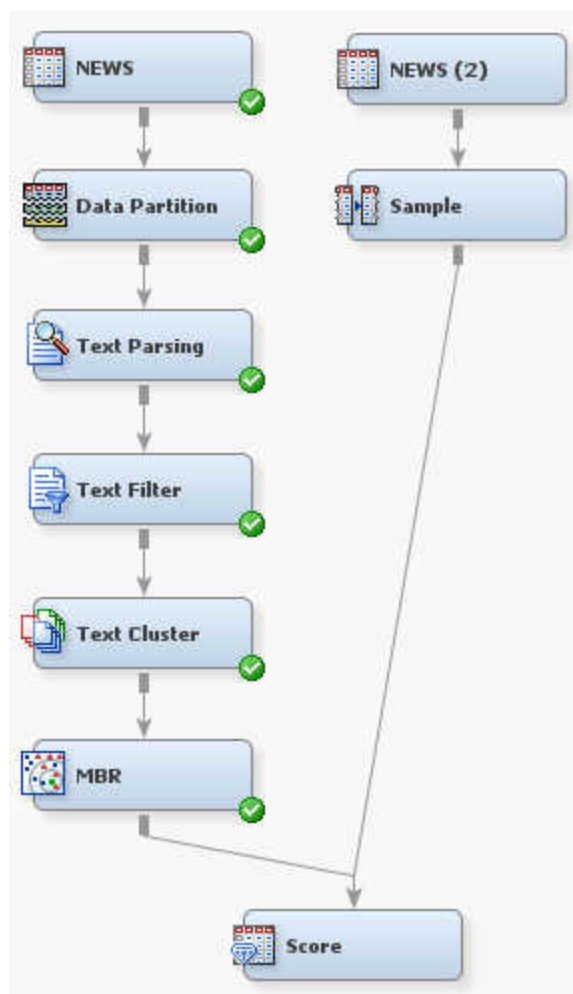 NEWS
NEWS (2)
Data Partition
Sample
Text Parsing
Text Filter
Text Cluster
MBR
Score